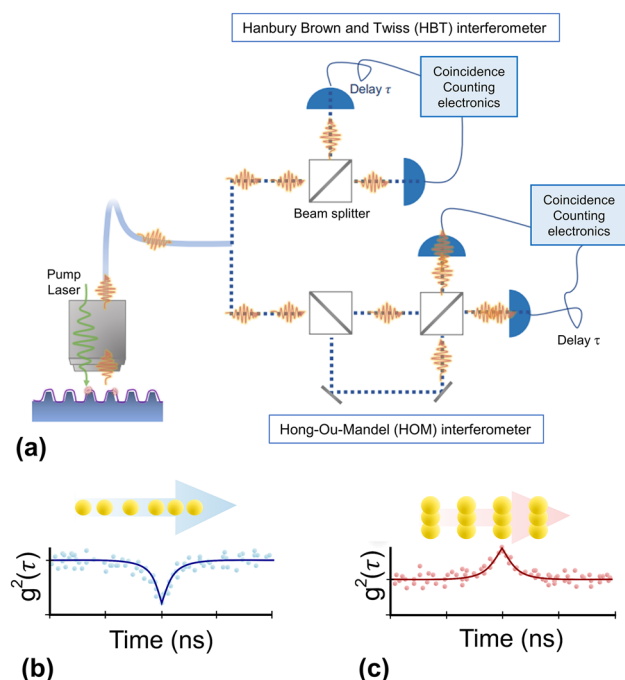 Hanbury Brown and Twiss (HBT) interferometer
Coincidence
Counting
electronics
Delay τ
Beam splitter
Coincidence
Counting
electronics
Pump
Laser
Delay τ
Hong-Ou-Mandel (HOM) interferometer
(a)
g²(τ)
Time (ns)
(b)
g²(τ)
Time (ns)
(c)